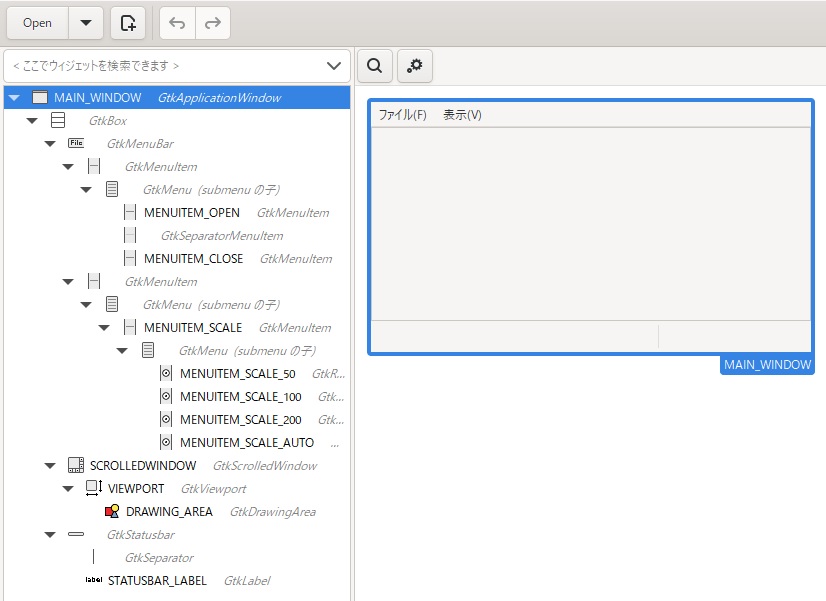 Open
< ここでウィジェットを検索できます >
MAIN_WINDOW GtkApplicationWindow
GtkBox
File GtkMenuBar
GtkMenuItem
GtkMenu (submenu の子)
MENUITEM_OPEN GtkMenuItem
GtkSeparatorMenuItem
MENUITEM_CLOSE GtkMenuItem
GtkMenuItem
GtkMenu (submenu の子)
MENUITEM_SCALE GtkMenuItem
GtkMenu (submenu の子)
MENUITEM_SCALE_50 GtkR...
MENUITEM_SCALE_100 Gtk...
MENUITEM_SCALE_200 Gtk...
MENUITEM_SCALE_AUTO ...
SCROLLEDWINDOW GtkScrolledWindow
VIEWPORT GtkViewport
DRAWING_AREA GtkDrawingArea
GtkStatusbar
GtkSeparator
label STATUSBAR_LABEL GtkLabel
ファイル(F) 表示(V)
MAIN_WINDOW